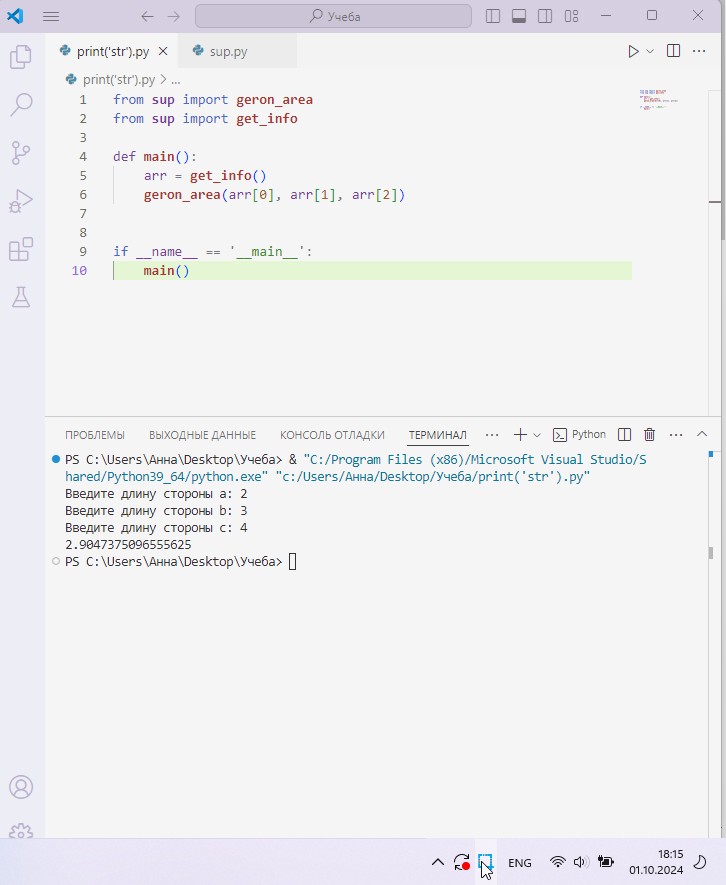 Учеба
print('str').py
sup.py
print('str').py > ...
1 from sup import geron_area
2 from sup import get_info
3
4 def main():
5     arr = get_info()
6     geron_area(arr[0], arr[1], arr[2])
7
8
9 if __name__ == '__main__':
10     main()
ПРОБЛЕМЫ ВЫХОДНЫЕ ДАННЫЕ КОНСОЛЬ ОТЛАДКИ ТЕРМИНАЛ ... Python ...
PS C:\Users\Анна\Desktop\Учеба> & "C:/Program Files (x86)/Microsoft Visual Studio/S
hared/Python39_64/python.exe" "c:/Users/Анна/Desktop/Учеба/print('str').py"
Введите длину стороны a: 2
Введите длину стороны b: 3
Введите длину стороны c: 4
2.9047375096555625
PS C:\Users\Анна\Desktop\Учеба>
ENG
18:15
01.10.2024